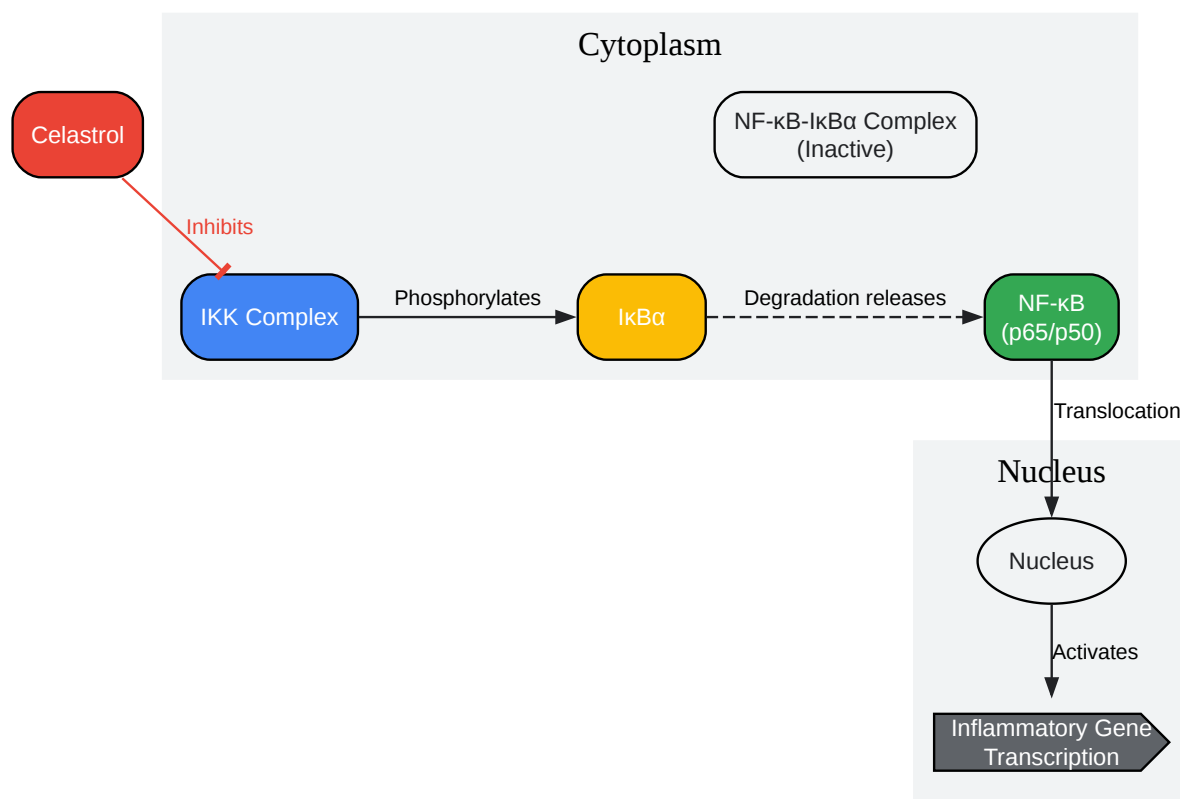 Cytoplasm
Celastrol
NF-κB-IκBα Complex
(Inactive)
Inhibits
IKK Complex
Phosphorylates
IκBα
Degradation releases
NF-κB
(p65/p50)
Translocation
Nucleus
Nucleus
Activates
Inflammatory Gene
Transcription